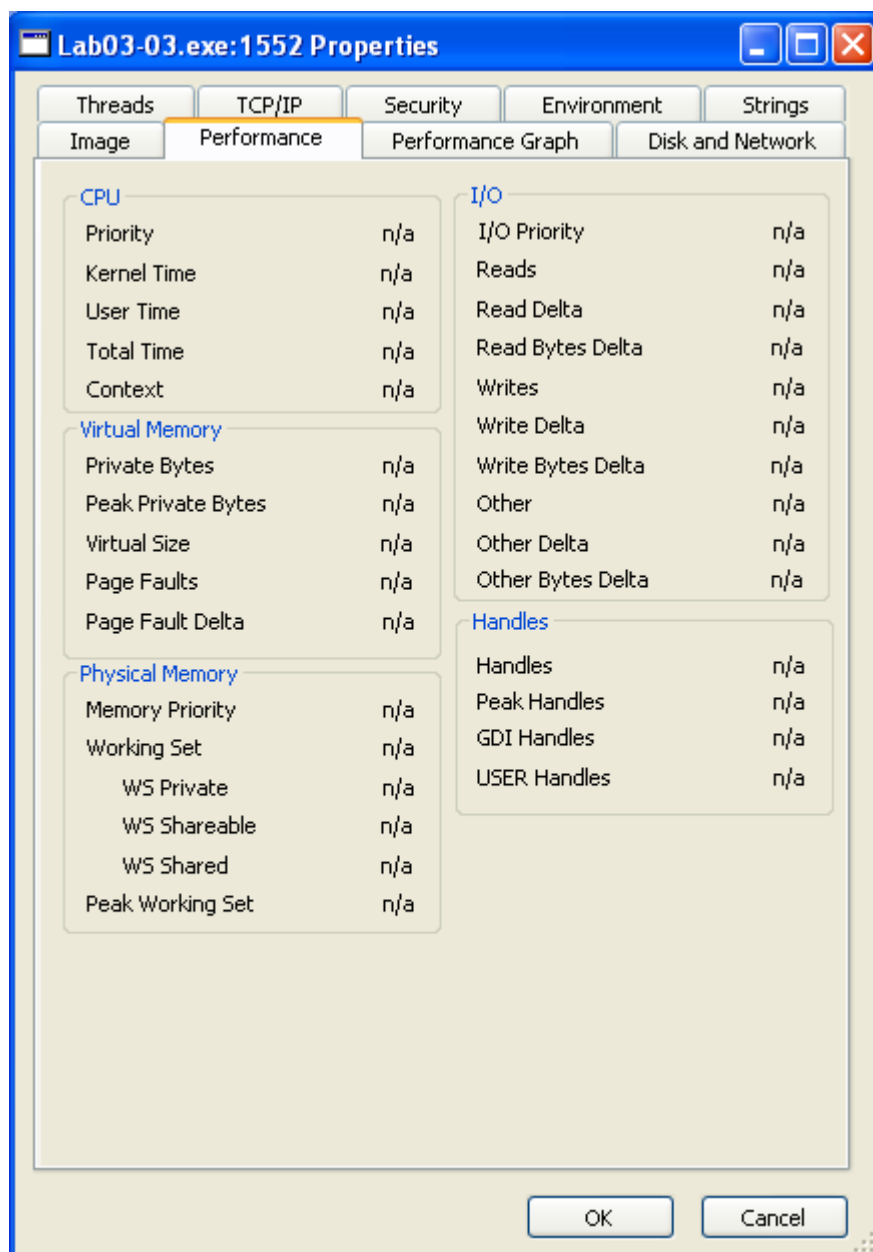 Lab03-03.exe:1552 Properties
Threads TCP/IP Security Environment Strings
Image Performance Performance Graph Disk and Network
CPU
Priority n/a
Kernel Time n/a
User Time n/a
Total Time n/a
Context n/a
Virtual Memory
Private Bytes n/a
Peak Private Bytes n/a
Virtual Size n/a
Page Faults n/a
Page Fault Delta n/a
Physical Memory
Memory Priority n/a
Working Set n/a
WS Private n/a
WS Shareable n/a
WS Shared n/a
Peak Working Set n/a
I/O
I/O Priority n/a
Reads n/a
Read Delta n/a
Read Bytes Delta n/a
Writes n/a
Write Delta n/a
Write Bytes Delta n/a
Other n/a
Other Delta n/a
Other Bytes Delta n/a
Handles
Handles n/a
Peak Handles n/a
GDI Handles n/a
USER Handles n/a
OK Cancel